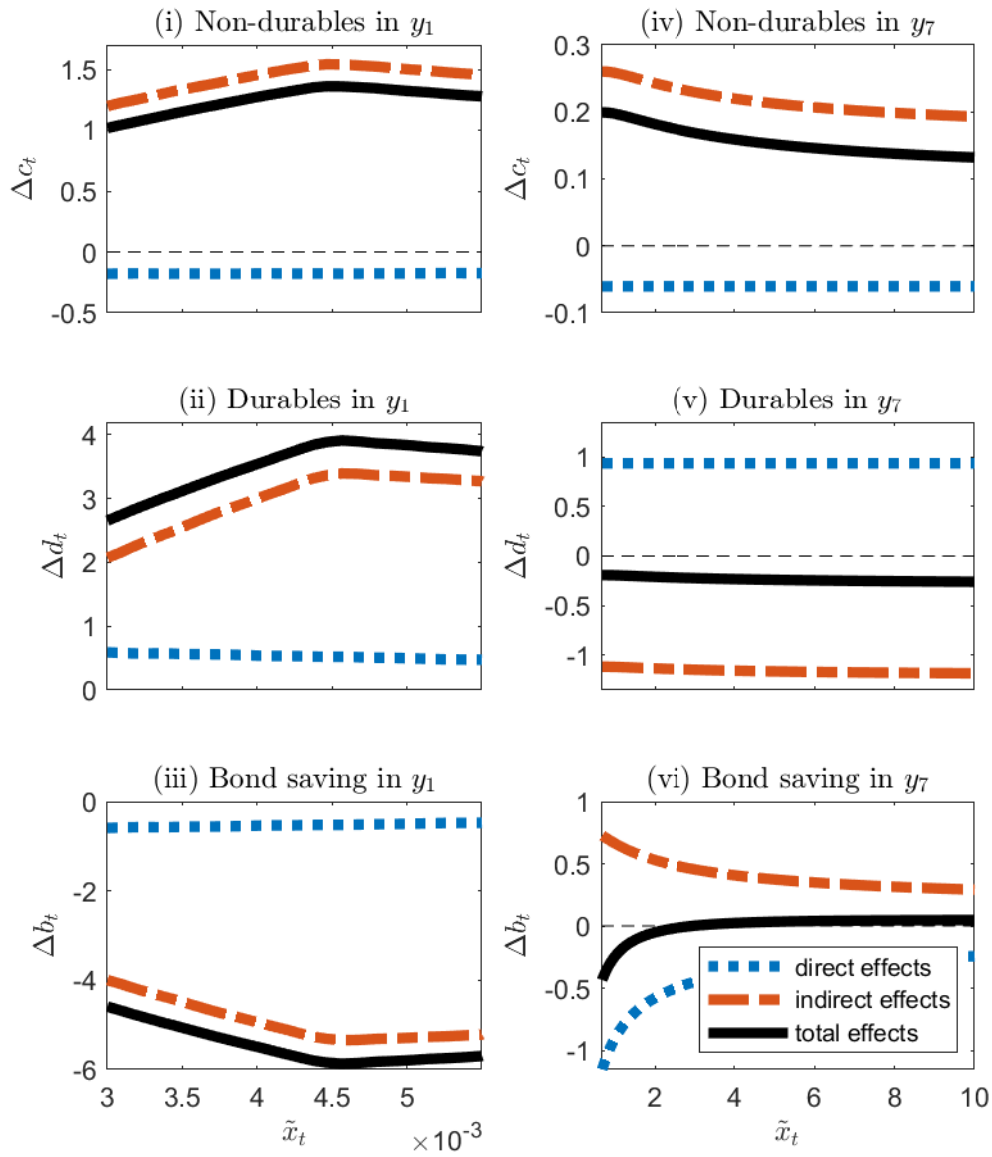 (i) Non-durables in y1
1.5
1
0.5
0
-0.5
Δct
(iv) Non-durables in y7
0.3
0.2
0.1
0
-0.1
Δct
(ii) Durables in y1
4
3
2
1
0
Δdt
(v) Durables in y7
1
0.5
0
-0.5
-1
Δdt
(iii) Bond saving in y1
0
-2
-4
-6
Δbt
3 3.5 4 4.5 5
x̃t
×10-3
(vi) Bond saving in y7
1
0.5
0
-0.5
-1
Δbt
direct effects
indirect effects
total effects
2 4 6 8 10
x̃t